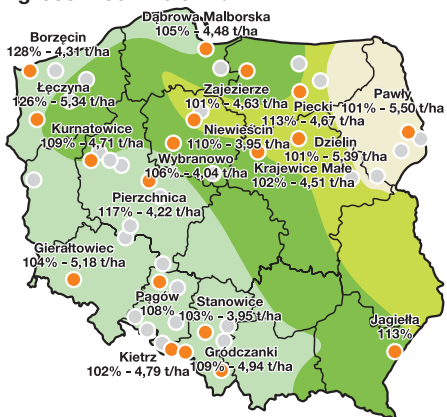 Dąbrowa Malborska
105% - 4,48 t/ha
Borzęcin
128% - 4,31 t/ha
Łęczyna
126% - 5,34 t/ha
Zajezierze
101% - 4,63 t/ha
Piecki
113% - 4,67 t/ha
Pawły
101% - 5,50 t/ha
Kurnatowice
109% - 4,71 t/ha
Niewieścin
110% - 3,95 t/ha
Dzielin
101% - 5,39 t/ha
Wybranowo
106% - 4,04 t/ha
Krajewice Małe
102% - 4,51 t/ha
Pierzchnica
117% - 4,22 t/ha
Gierałtowiec
104% - 5,18 t/ha
Pągów
108%
Stanowice
103% - 3,95 t/ha
Jagiełła
113%
Kietrz
102% - 4,79 t/ha
Gródczanki
109% - 4,94 t/ha